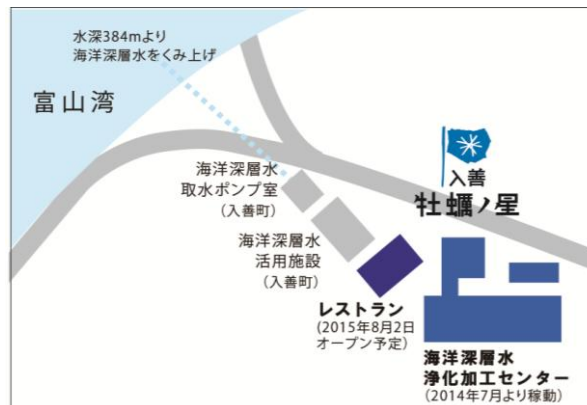 水深384mより
海洋深層水をくみ上げ
富山湾
海洋深層水
取水ポンプ室
(入善町)
海洋深層水
活用施設
(入善町)
入善
牡蠣ノ星
レストラン
(2015年8月2日
オープン予定)
海洋深層水
浄化加工センター
(2014年7月より稼動)